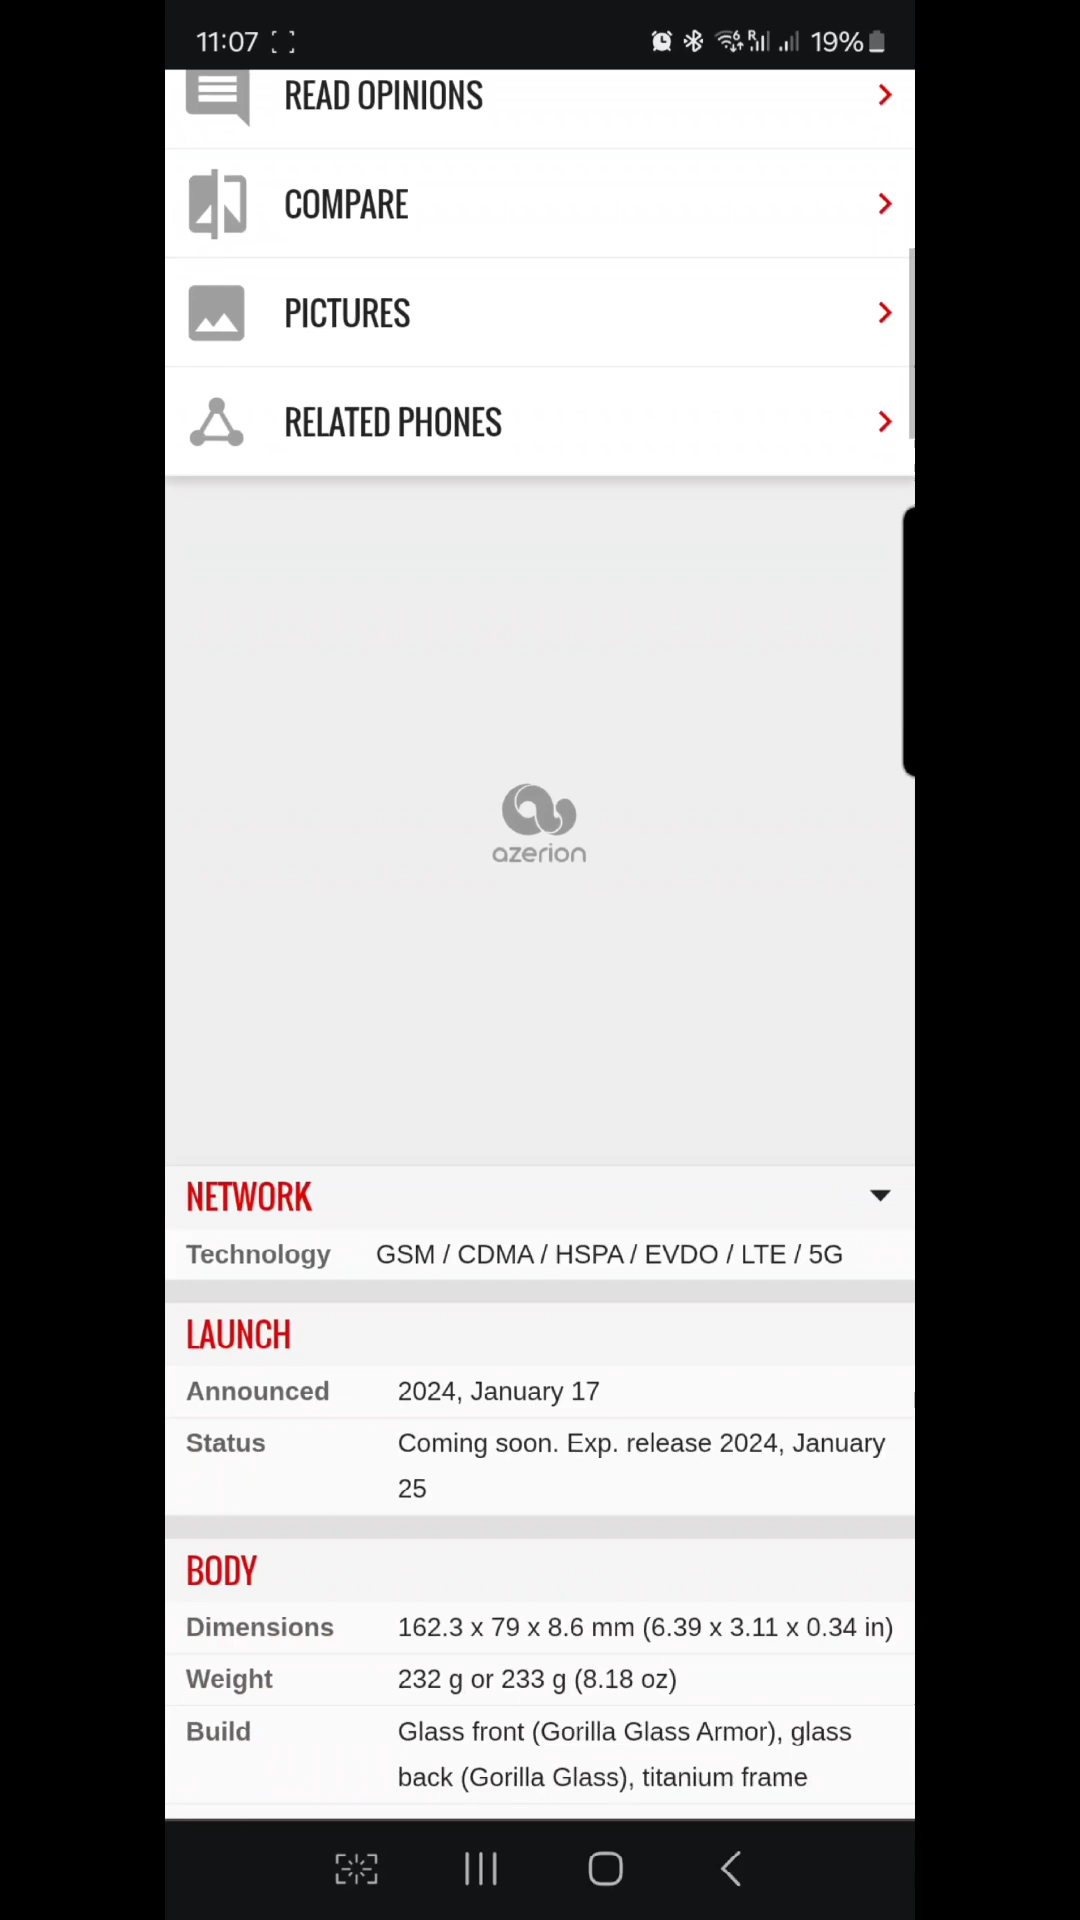 11:07 19%
READ OPINIONS
COMPARE
PICTURES
RELATED PHONES
azerion
NETWORK
Technology GSM / CDMA / HSPA / EVDO / LTE / 5G
LAUNCH
Announced 2024, January 17
Status Coming soon. Exp. release 2024, January
25
BODY
Dimensions 162.3 x 79 x 8.6 mm (6.39 x 3.11 x 0.34 in)
Weight 232 g or 233 g (8.18 oz)
Build Glass front (Gorilla Glass Armor), glass
back (Gorilla Glass), titanium frame